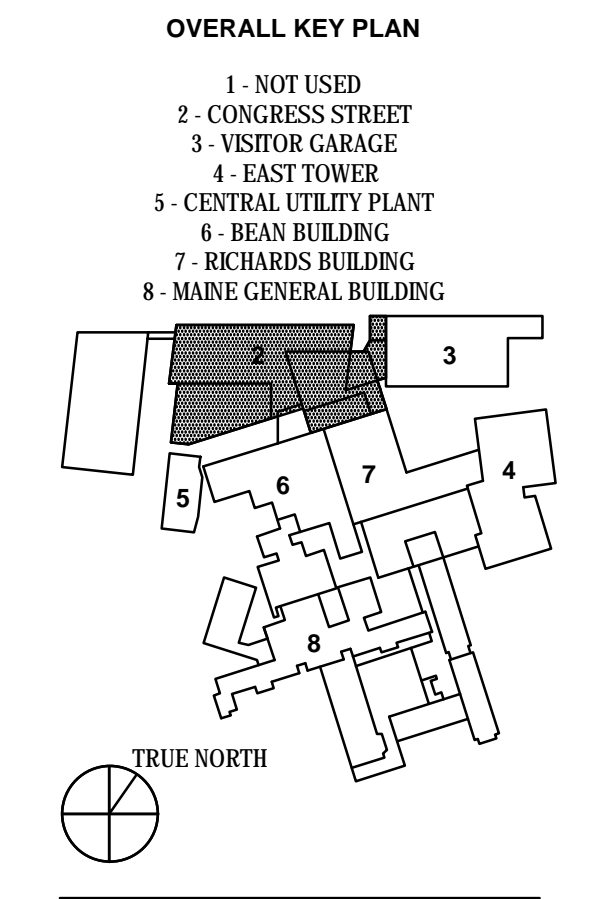 OVERALL KEY PLAN
1 - NOT USED
2 - CONGRESS STREET
3 - VISITOR GARAGE
4 - EAST TOWER
5 - CENTRAL UTILITY PLANT
6 - BEAN BUILDING
7 - RICHARDS BUILDING
8 - MAINE GENERAL BUILDING
2
3
4
7
6
5
8
TRUE NORTH